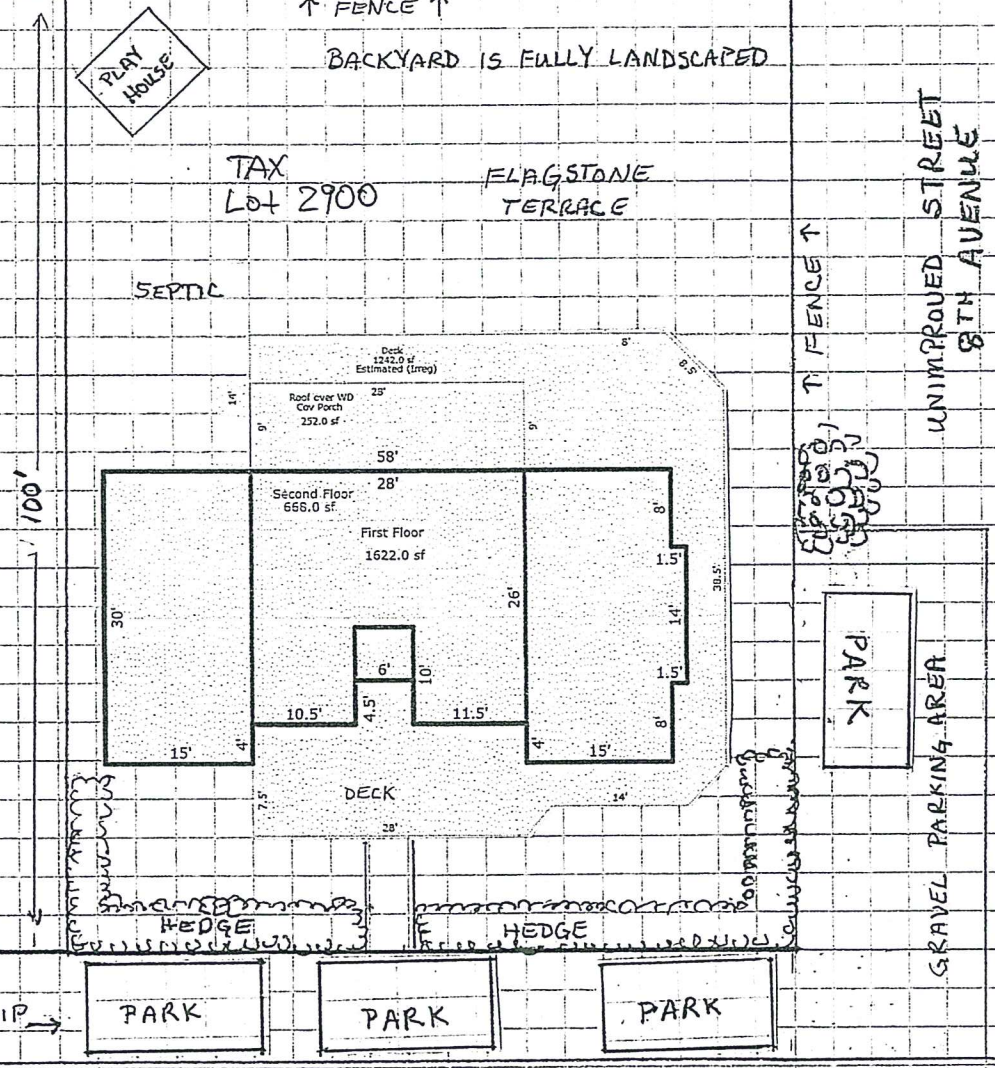 ↑ FENCE ↑
BACKYARD IS FULLY LANDSCAPED
PLAY
HOUSE
TAX
Lot 2900
FLAGSTONE
TERRACE
SEPTIC
100'
↑ FENCE ↑
UNIMPROVED STREET
8TH AVENUE
Deck
1242.0 sf
Estimated (Irreg)
8'
8.5'
14'
28'
Roof over WD
Cov Porch
252.0 sf
9'
9'
58'
28'
Second Floor
668.0 sf
First Floor
1622.0 sf
8'
1.5'
30'
26'
38.5'
14'
6'
10'
1.5'
4.5'
10.5'
11.5'
8'
15'
4'
4'
15'
7.5'
DECK
14'
28'
PARK
GRAVEL PARKING AREA
HEDGE
HEDGE
IP →
PARK
PARK
PARK